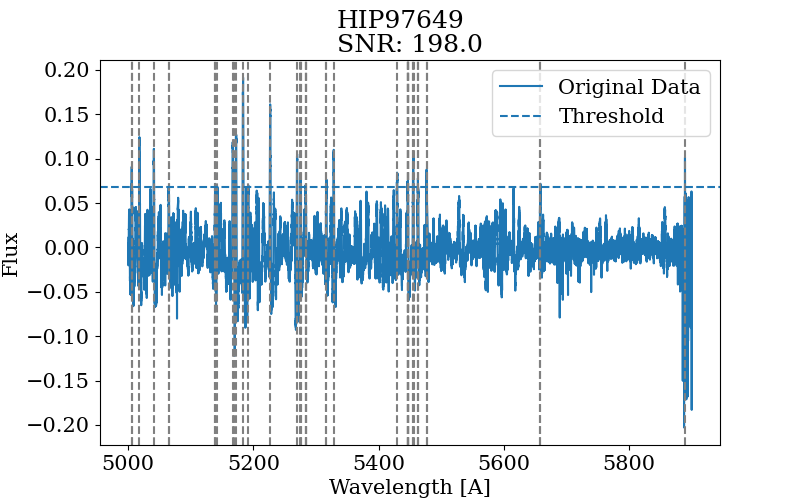 HIP97649
SNR: 198.0
Original Data
Threshold
0.20
0.15
0.10
0.05
0.00
−0.05
−0.10
−0.15
−0.20
Flux
5000 5200 5400 5600 5800
Wavelength [A]